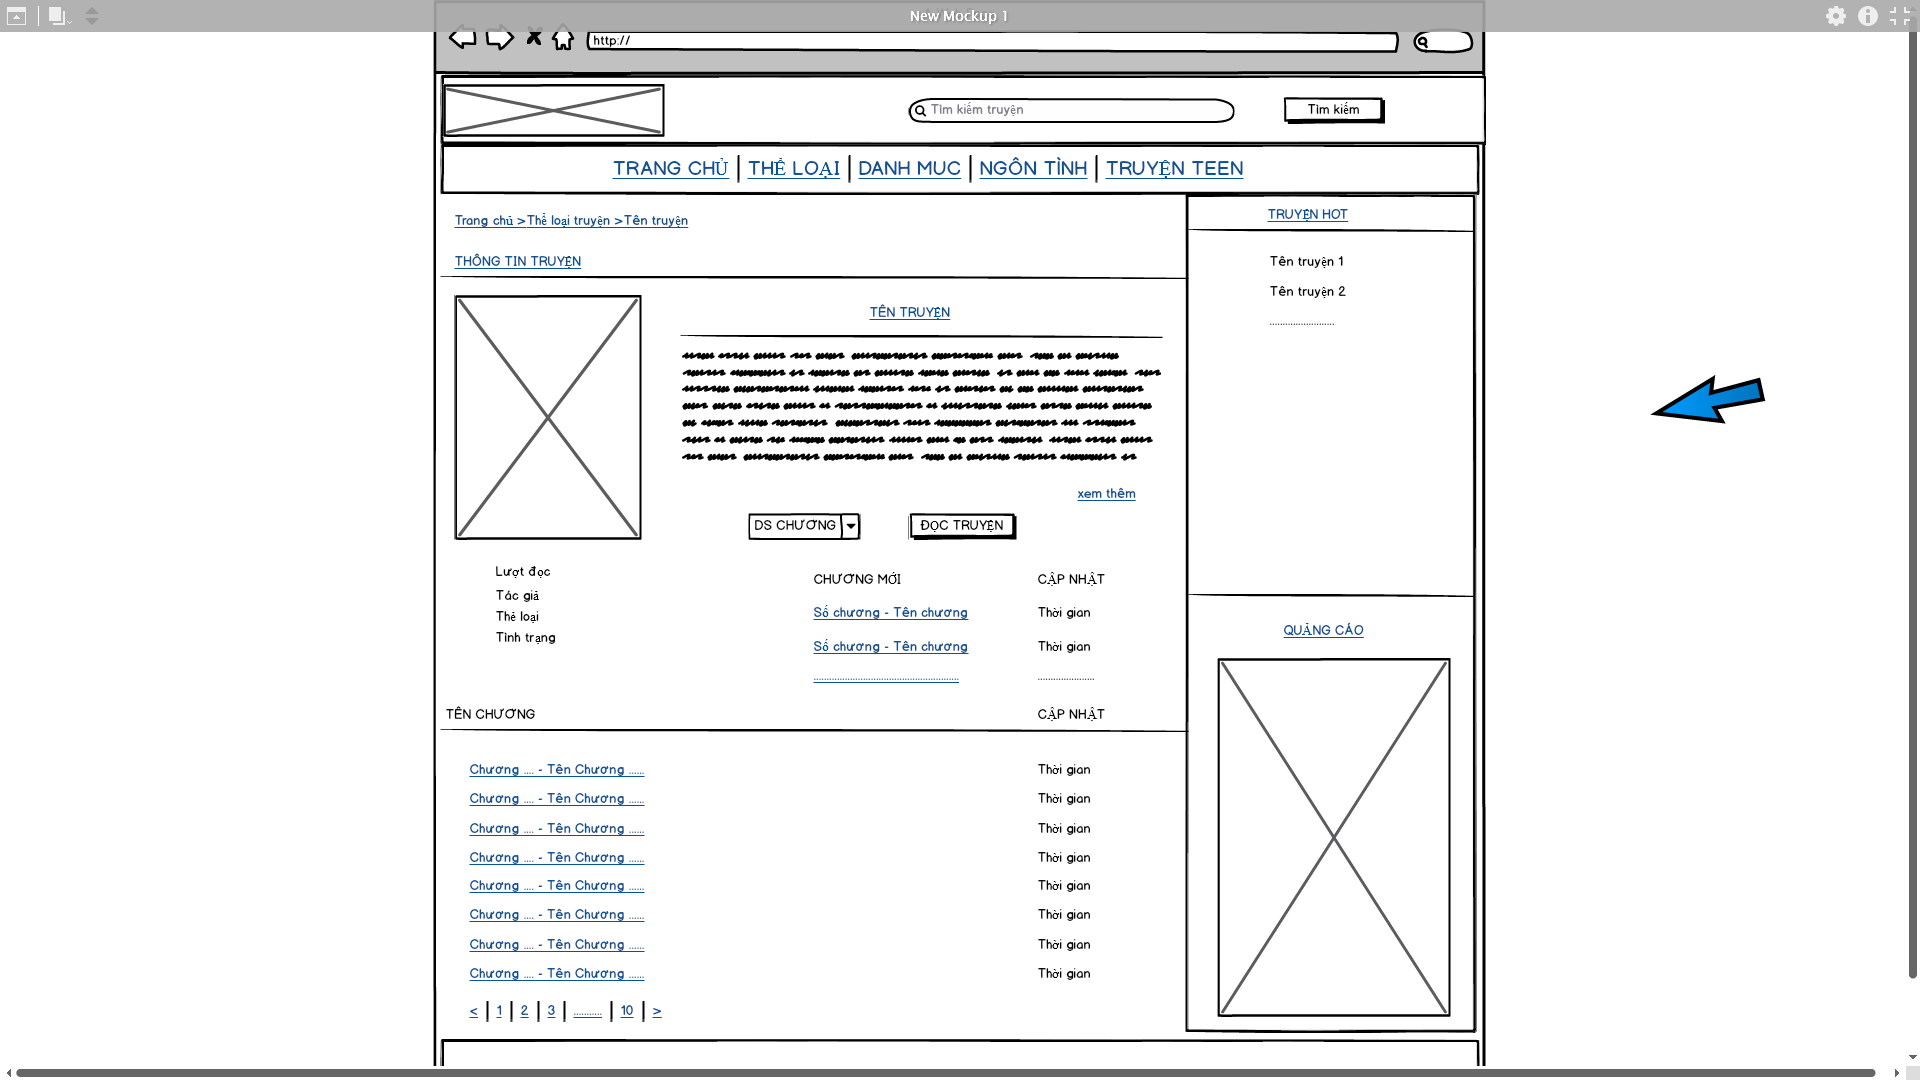 New Mockup 1
http://
Tìm kiếm truyện
Tìm kiếm
TRANG CHỦ | THỂ LOẠI | DANH MUC | NGÔN TÌNH | TRUYỆN TEEN
Trang chủ > Thể loại truyện > Tên truyện
THÔNG TIN TRUYỆN
TÊN TRUYỆN
xem thêm
DS CHƯƠNG
ĐỌC TRUYỆN
Lượt đọc
Tác giả
Thẻ loại
Tình trạng
CHƯƠNG MỚI CẬP NHẬT
Số chương - Tên chương Thời gian
Số chương - Tên chương Thời gian
.......................................................... .......................
TÊN CHƯƠNG CẬP NHẬT
Chương .... - Tên Chương ...... Thời gian
Chương .... - Tên Chương ...... Thời gian
Chương .... - Tên Chương ...... Thời gian
Chương .... - Tên Chương ...... Thời gian
Chương .... - Tên Chương ...... Thời gian
Chương .... - Tên Chương ...... Thời gian
Chương .... - Tên Chương ...... Thời gian
Chương .... - Tên Chương ...... Thời gian
< | 1 | 2 | 3 | ........... | 10 | >
TRUYỆN HOT
Tên truyện 1
Tên truyện 2
..........................
QUẢNG CÁO